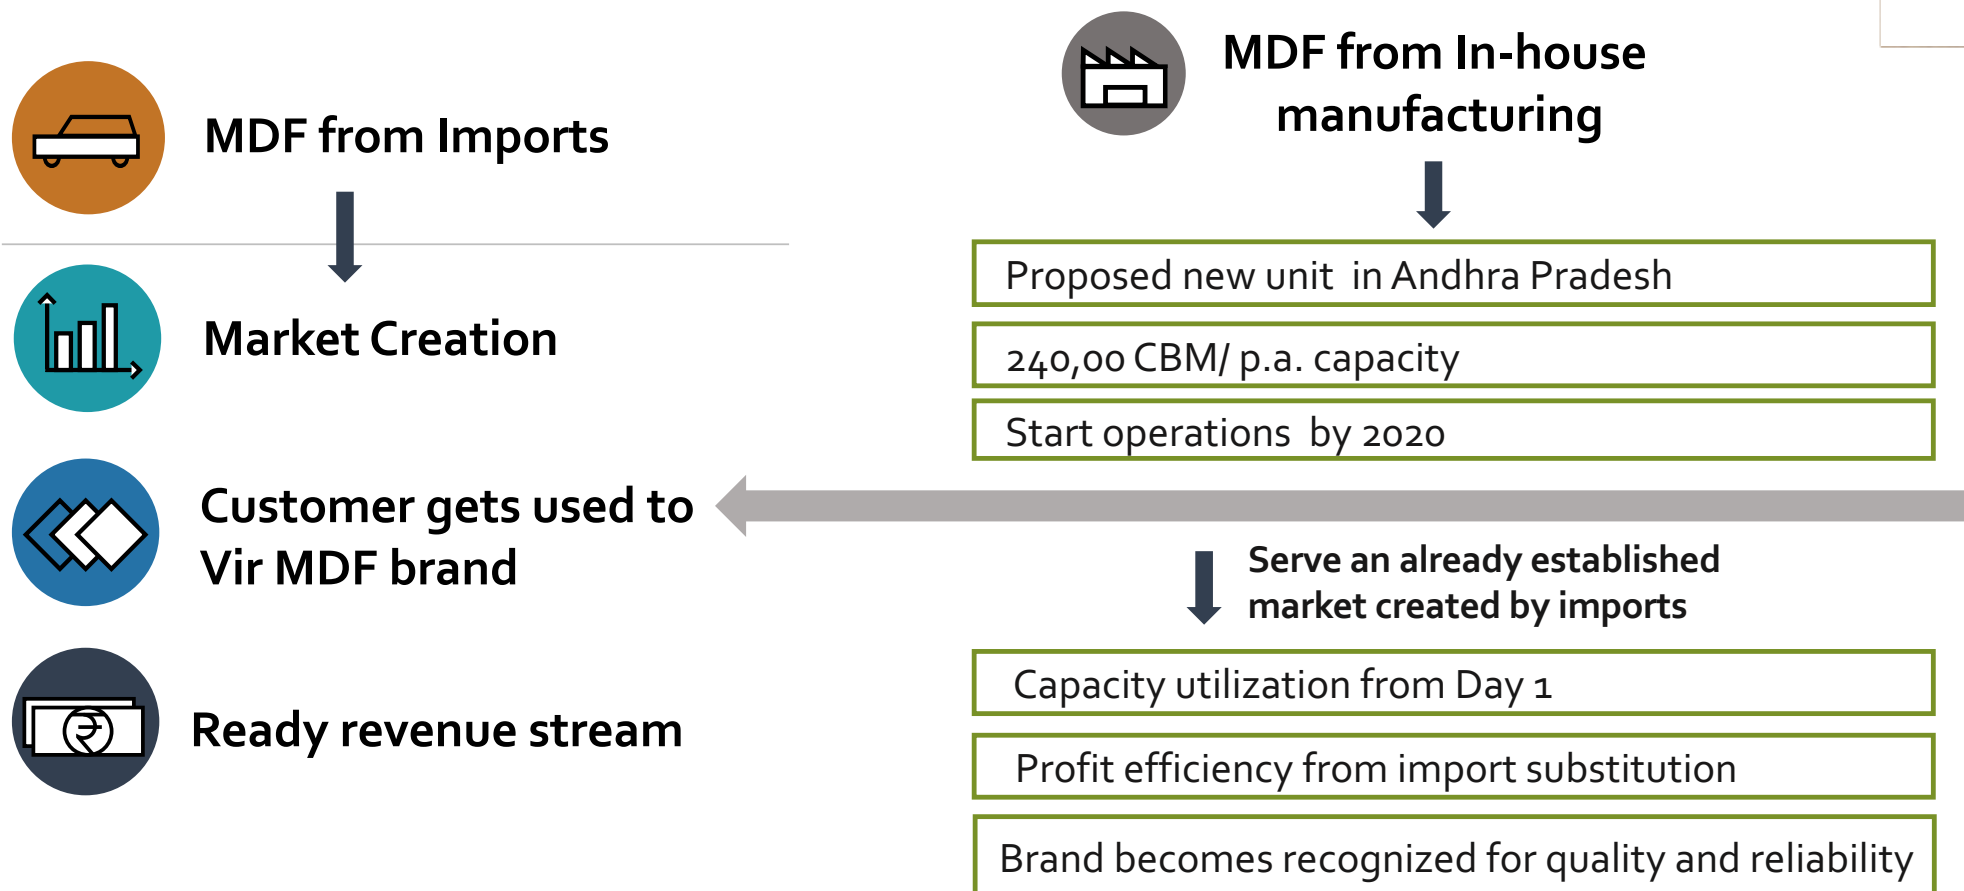 MDF from Imports
Market Creation
Customer gets used to
Vir MDF brand
₹
Ready revenue stream
MDF from In-house
manufacturing
Proposed new unit in Andhra Pradesh
240,00 CBM/ p.a. capacity
Start operations by 2020
Serve an already established
market created by imports
Capacity utilization from Day 1
Profit efficiency from import substitution
Brand becomes recognized for quality and reliability